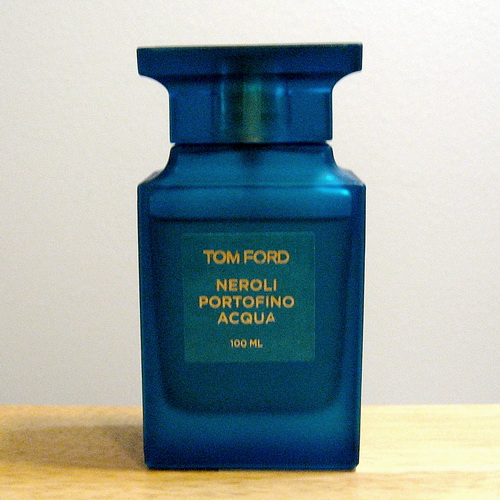 TOM FORD
NEROLI
PORTOFINO
ACQUA
100 ML